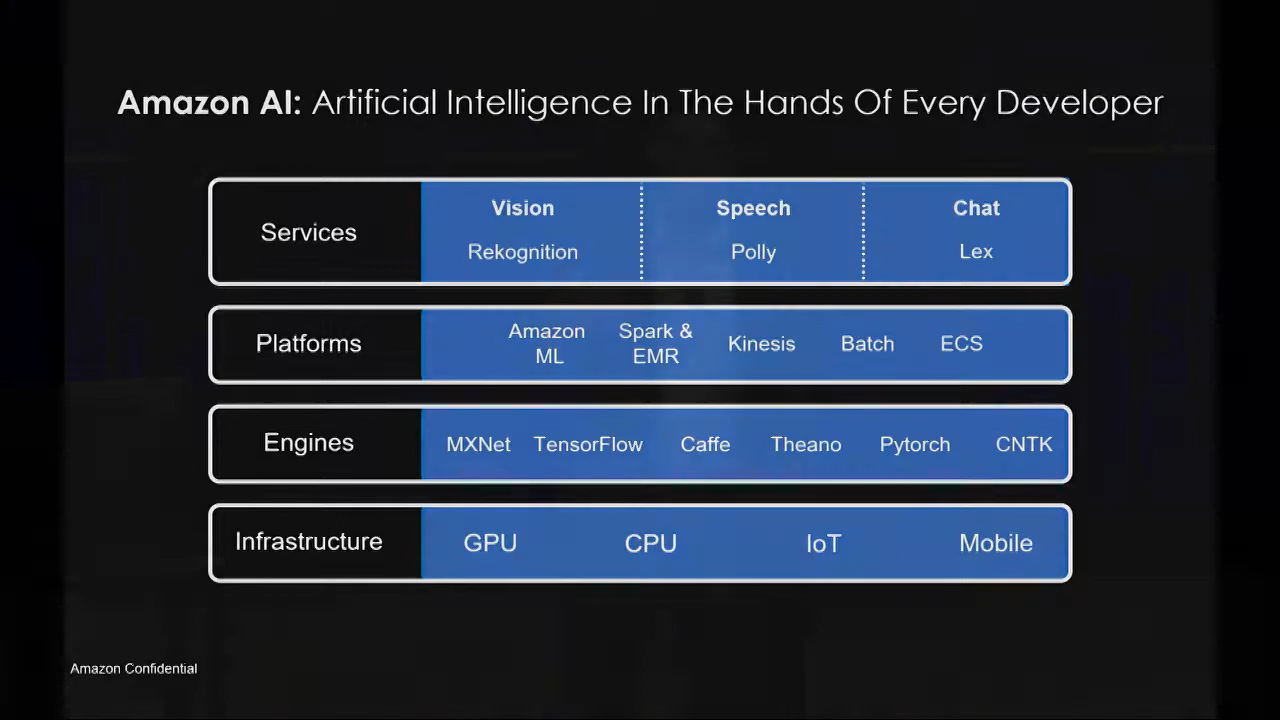 Amazon AI: Artificial Intelligence In The Hands Of Every Developer
Services
Vision
Speech
Chat
Rekognition
Polly
Lex
Platforms
Amazon ML
Spark & EMR
Kinesis
Batch
ECS
Engines
MXNet
TensorFlow
Caffe
Theano
Pytorch
CNTK
Infrastructure
GPU
CPU
IoT
Mobile
Amazon Confidential